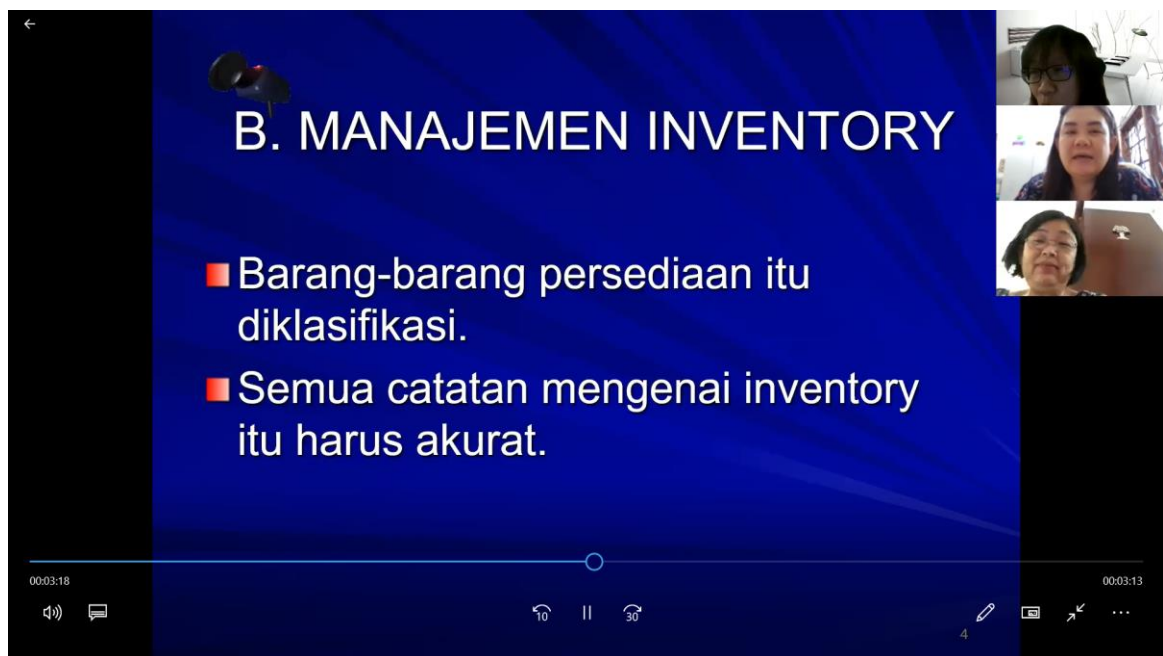 B. MANAJEMEN INVENTORY
Barang-barang persediaan itu
diklasifikasi.
Semua catatan mengenai inventory
itu harus akurat.
00:03:18
00:03:13
10
30
4